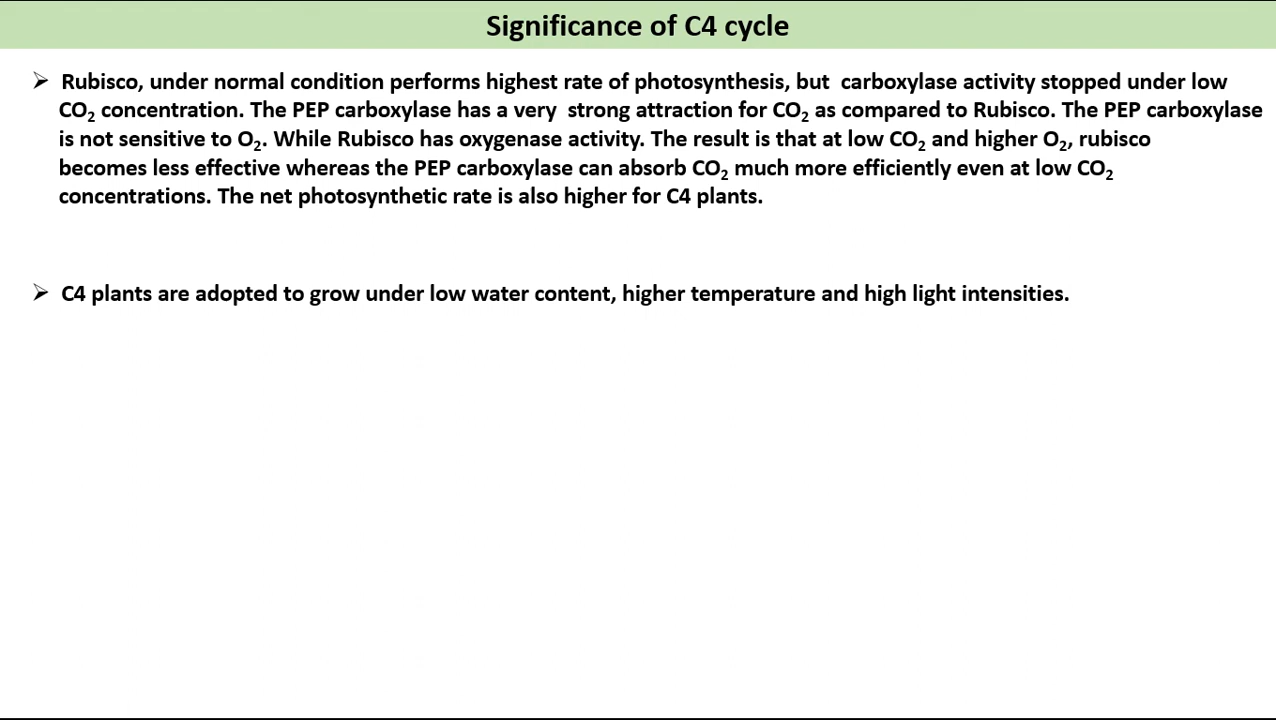 Significance of C4 cycle
➢ Rubisco, under normal condition performs highest rate of photosynthesis, but carboxylase activity stopped under low
CO₂ concentration. The PEP carboxylase has a very strong attraction for CO₂ as compared to Rubisco. The PEP carboxylase
is not sensitive to O₂. While Rubisco has oxygenase activity. The result is that at low CO₂ and higher O₂, rubisco
becomes less effective whereas the PEP carboxylase can absorb CO₂ much more efficiently even at low CO₂
concentrations. The net photosynthetic rate is also higher for C4 plants.
➢ C4 plants are adopted to grow under low water content, higher temperature and high light intensities.